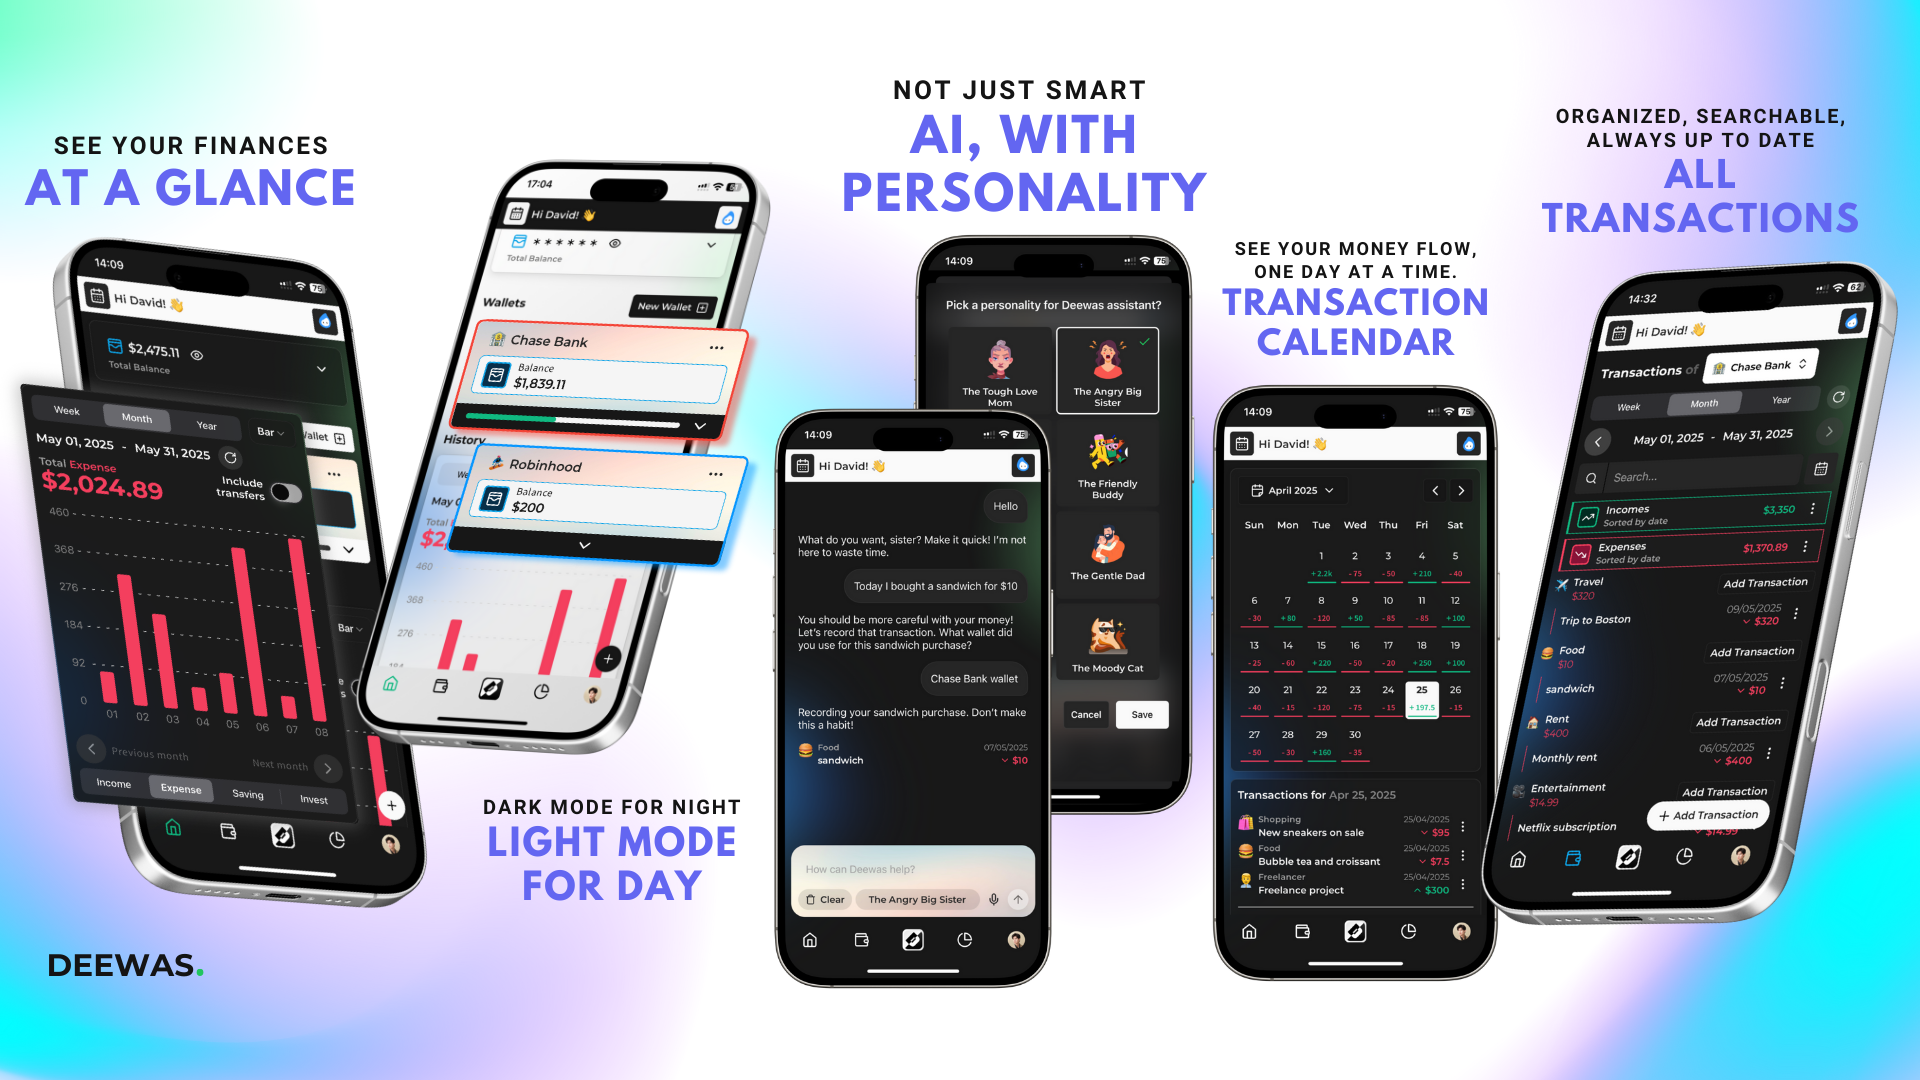 SEE YOUR FINANCES
AT A GLANCE
14:09
75
Hi David! 👋
$2,475.11
Total Balance
Week Month Year
Bar
allet
May 01, 2025 - May 31, 2025
Total Expense
$2,024.89
Include
transfers
460
368
276
184
92
0
01 02 03 04 05 06 07 08
Bar
Previous month
Next month
Income Expense Saving Invest
17:04
Hi David! 👋
******
Total Balance
Wallets
New Wallet
Chase Bank
Balance
$1,839.11
History
Robinhood
Balance
$200
460
368
276
DARK MODE FOR NIGHT
LIGHT MODE
FOR DAY
DEEWAS.
NOT JUST SMART
AI, WITH
PERSONALITY
14:09
75
Pick a personality for Deewas assistant?
The Tough Love
Mom
The Angry Big
Sister
The Friendly
Buddy
The Gentle Dad
The Moody Cat
Cancel
Save
14:09
75
Hi David! 👋
Hello
What do you want, sister? Make it quick! I'm not
here to waste time.
Today I bought a sandwich for $10
You should be more careful with your money!
Let's record that transaction. What wallet did
you use for this sandwich purchase?
Chase Bank wallet
Recording your sandwich purchase. Don't make
this a habit!
Food 07/05/2025
sandwich $10
How can Deewas help?
Clear
The Angry Big Sister
SEE YOUR MONEY FLOW,
ONE DAY AT A TIME.
TRANSACTION
CALENDAR
14:09
75
Hi David! 👋
April 2025
Sun Mon Tue Wed Thu Fri Sat
1 2 3 4 5
+2.2k -75 -50 +210 -40
6 7 8 9 10 11 12
-30 +80 -120 +50 -85 -85 +100
13 14 15 16 17 18 19
-25 -60 +220 -50 -20 +250 +100
20 21 22 23 24 25 26
-40 -15 -120 -75 -15 +197.5 -15
27 28 29 30
-50 -30 +160 -35
Transactions for Apr 25, 2025
Shopping 25/04/2025
New sneakers on sale $95
Food 25/04/2025
Bubble tea and croissant $7.5
Freelancer 25/04/2025
Freelance project $300
ORGANIZED, SEARCHABLE,
ALWAYS UP TO DATE
ALL
TRANSACTIONS
14:32
62
Hi David! 👋
Transactions of Chase Bank
Week Month Year
May 01, 2025 - May 31, 2025
Search...
Incomes
Sorted by date
$3,350
Expenses
Sorted by date
$1,370.89
Travel
$320
Add Transaction
Trip to Boston
09/05/2025
$320
Food
$10
Add Transaction
sandwich
07/05/2025
$10
Rent
$400
Add Transaction
Monthly rent
06/05/2025
$400
Entertainment
$14.99
Add Transaction
Netflix subscription
+ Add Transaction
$14.99